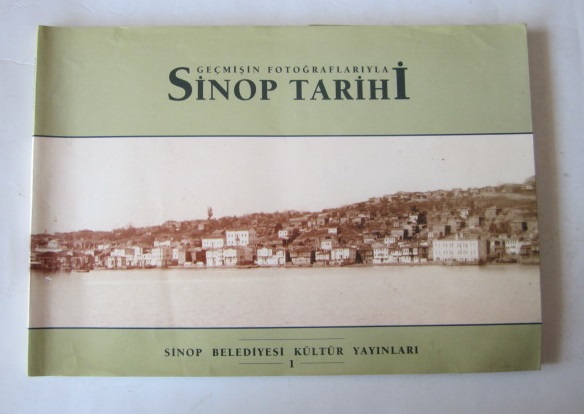 GEÇMİŞİN FOTOĞRAFLARIYLA
SİNOP TARİHİ
SİNOP BELEDİYESİ KÜLTÜR YAYINLARI
1